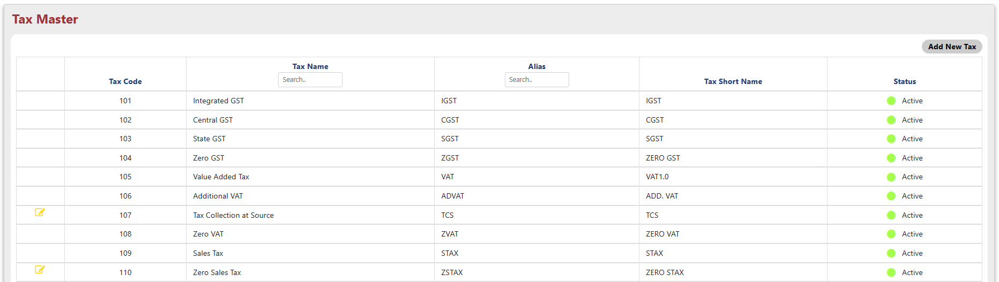 Tax Master
Add New Tax
Tax Code Tax Name Alias Tax Short Name Status
Search.. Search..
101 Integrated GST IGST IGST Active
102 Central GST CGST CGST Active
103 State GST SGST SGST Active
104 Zero GST ZGST ZERO GST Active
105 Value Added Tax VAT VAT1.0 Active
106 Additional VAT ADVAT ADD. VAT Active
107 Tax Collection at Source TCS TCS Active
108 Zero VAT ZVAT ZERO VAT Active
109 Sales Tax STAX STAX Active
110 Zero Sales Tax ZSTAX ZERO STAX Active